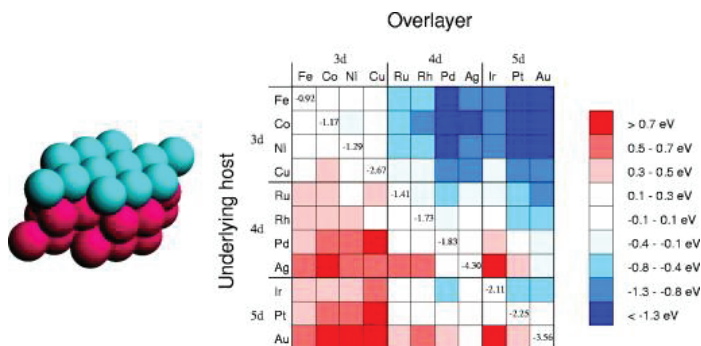 Overlayer
3d 4d 5d
Fe Co Ni Cu Ru Rh Pd Ag Ir Pt Au
Underlying host
3d
4d
5d
Fe -0.92
Co -1.17
Ni -1.29
Cu -2.67
Ru -1.41
Rh -1.73
Pd -1.83
Ag -4.30
Ir -2.11
Pt -2.25
Au -3.56
> 0.7 eV
0.5 - 0.7 eV
0.3 - 0.5 eV
0.1 - 0.3 eV
-0.1 - 0.1 eV
-0.4 - -0.1 eV
-0.8 - -0.4 eV
-1.3 - -0.8 eV
< -1.3 eV